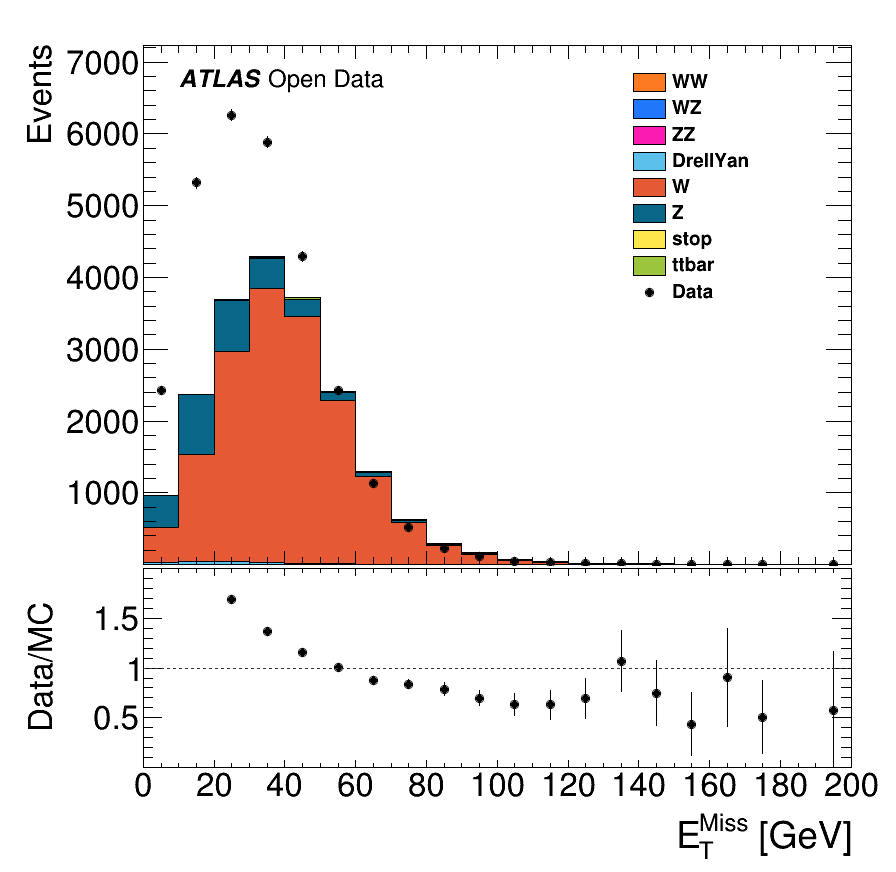 Events
7000
6000
5000
4000
3000
2000
1000
ATLAS Open Data
WW
WZ
ZZ
DrellYan
W
Z
stop
ttbar
Data
Data/MC
1.5
1
0.5
0 20 40 60 80 100 120 140 160 180 200
E_T^Miss [GeV]